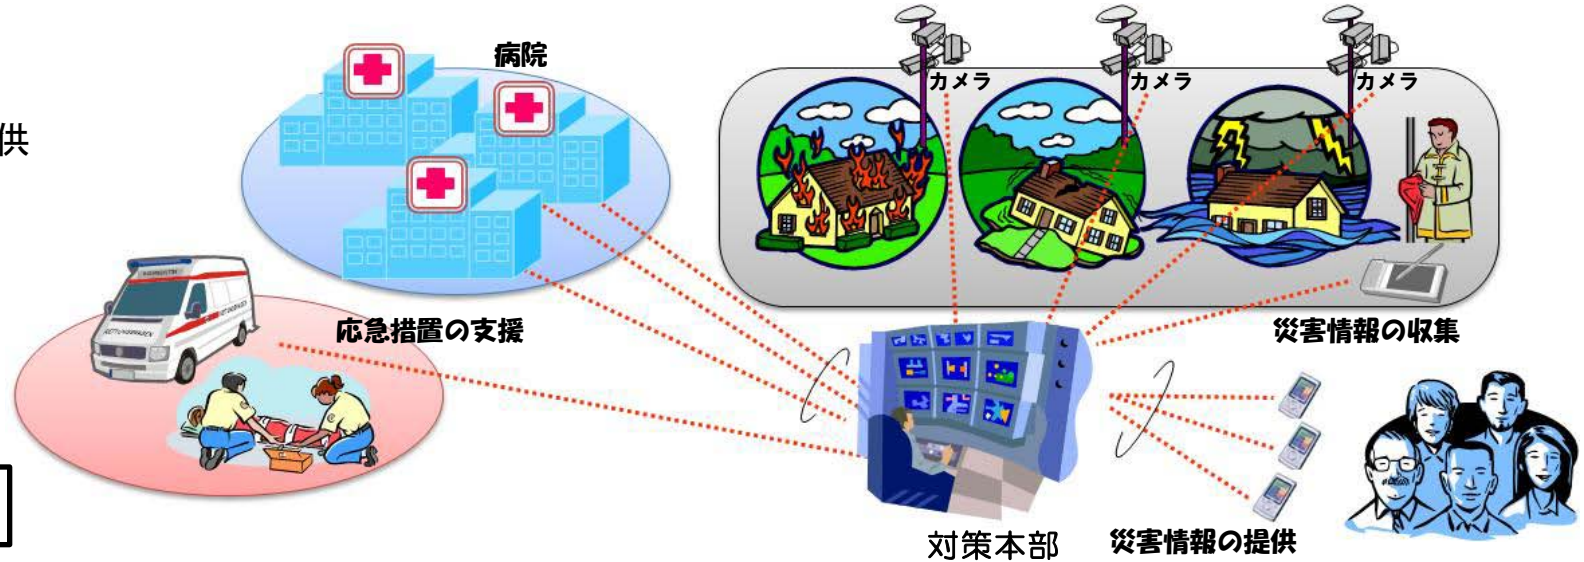 病院
カメラ
カメラ
カメラ
供
応急措置の支援
災害情報の収集
対策本部
災害情報の提供